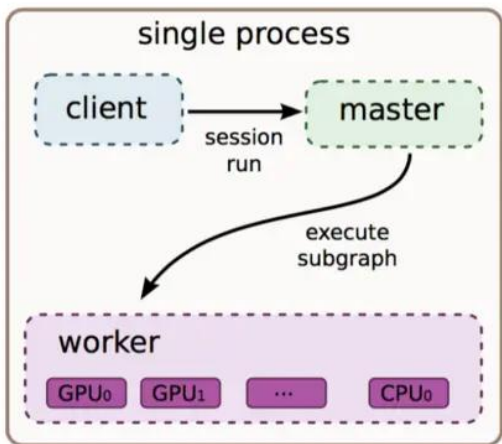 single process
client
session
run
master
execute
subgraph
worker
GPU₀
GPU₁
...
CPU₀